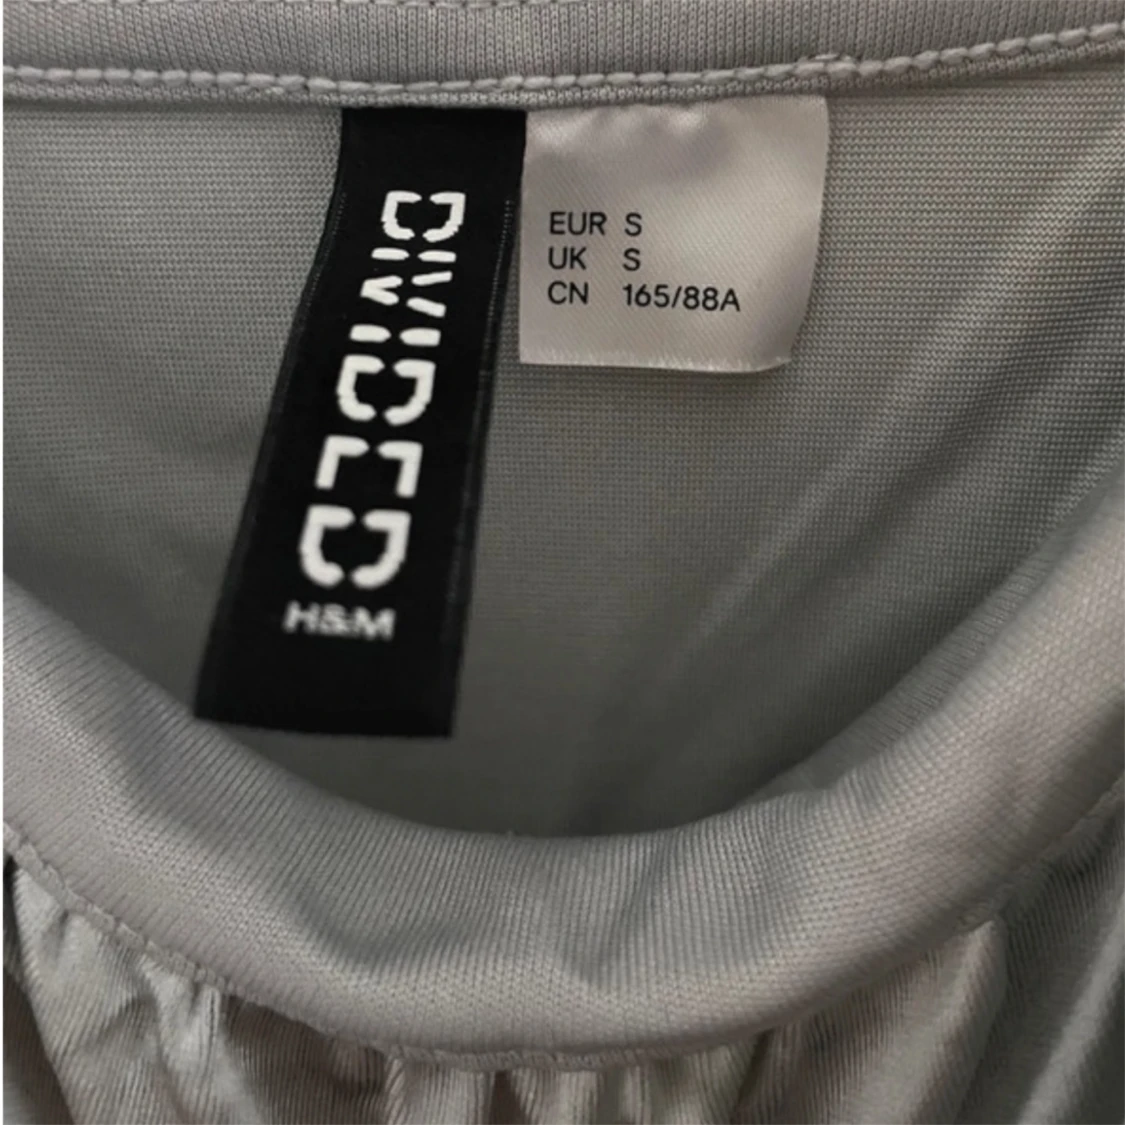 DIVIDED
H&M
EUR S
UK S
CN 165/88A